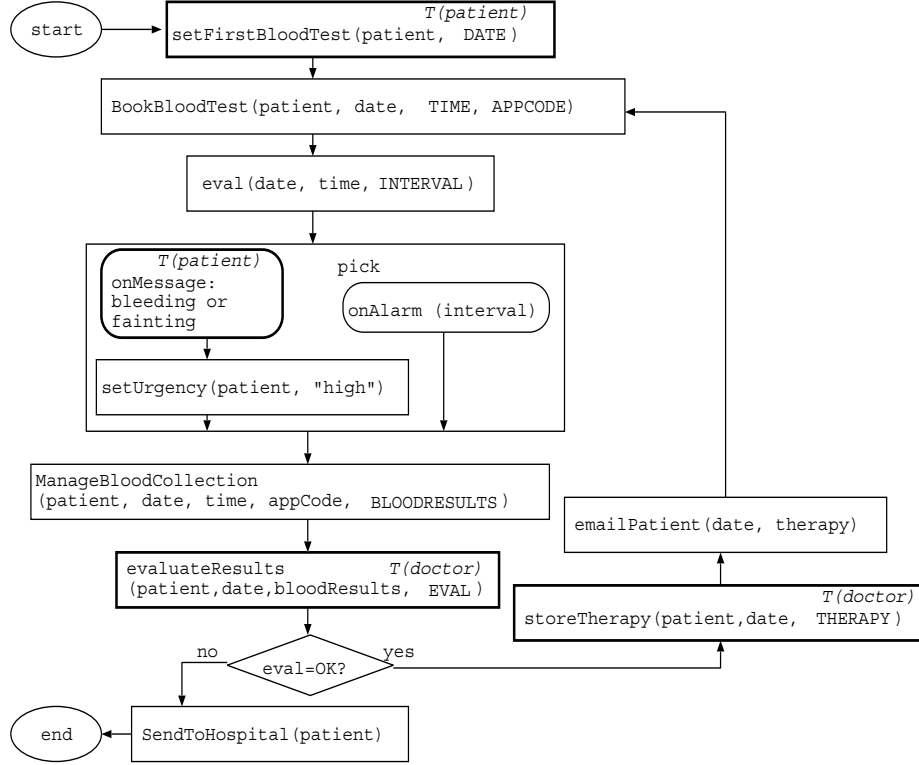 start
T(patient)
setFirstBloodTest(patient, DATE)
BookBloodTest(patient, date, TIME, APPCODE)
eval(date, time, INTERVAL)
T(patient)
onMessage:
bleeding or
fainting
pick
onAlarm (interval)
setUrgency(patient, "high")
ManageBloodCollection
(patient, date, time, appCode, BLOODRESULTS)
emailPatient(date, therapy)
evaluateResults T(doctor)
(patient,date,bloodResults, EVAL)
T(doctor)
storeTherapy(patient,date, THERAPY)
no
yes
eval=OK?
end
SendToHospital(patient)